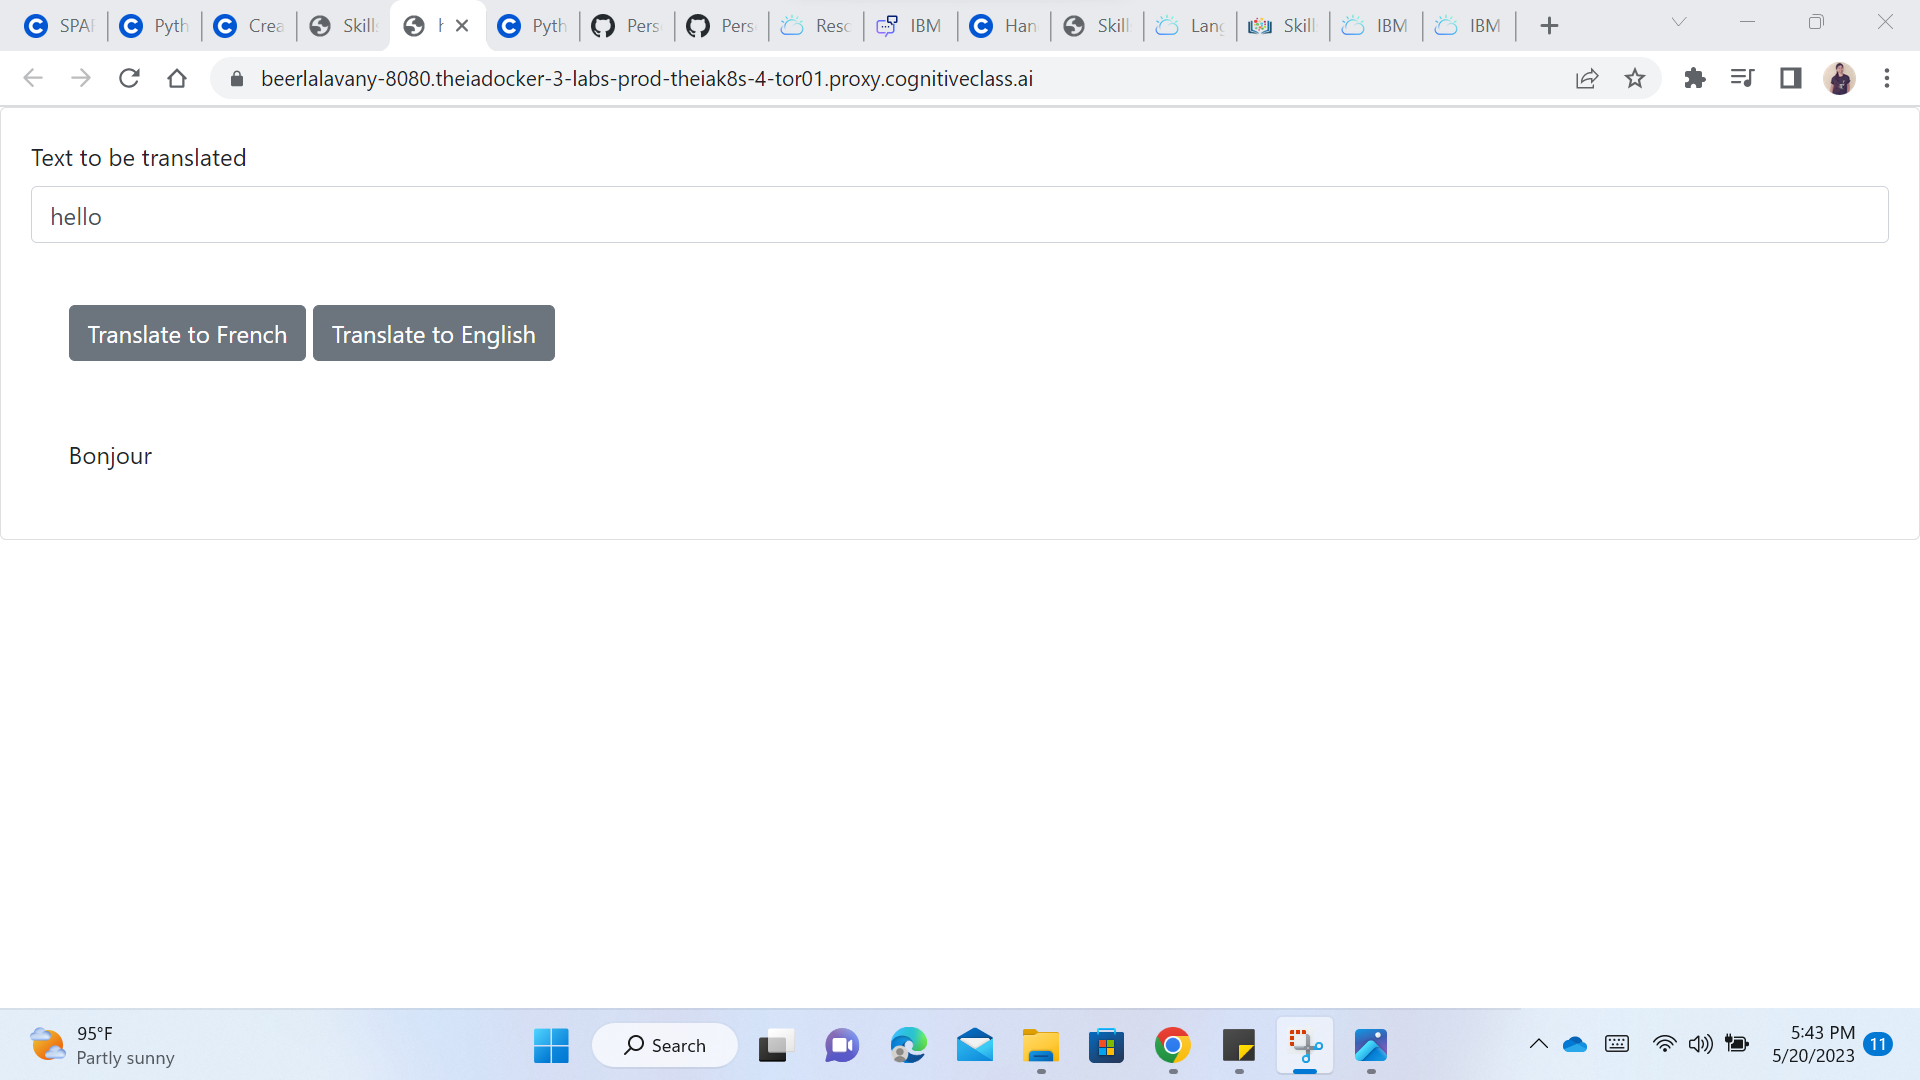 SPA
Pyth
Crea
Skills
Pyth
Pers
Pers
Reso
IBM
Han
Skill
Lang
Skill
IBM
IBM
beerlalavany-8080.theiadocker-3-labs-prod-theiak8s-4-tor01.proxy.cognitiveclass.ai
Text to be translated
hello
Translate to French
Translate to English
Bonjour
95°F
Partly sunny
Search
5:43 PM
5/20/2023
11